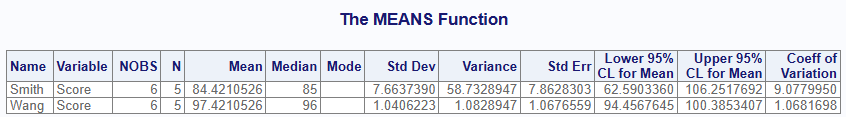 The MEANS Function
Name Variable NOBS N Mean Median Mode Std Dev Variance Std Err Lower 95% CL for Mean Upper 95% CL for Mean Coeff of Variation
Smith Score 6 5 84.4210526 85 7.6637390 58.7328947 7.8628303 62.5903360 106.2517692 9.0779950
Wang Score 6 5 97.4210526 96 1.0406223 1.0828947 1.0676559 94.4567645 100.3853407 1.0681698